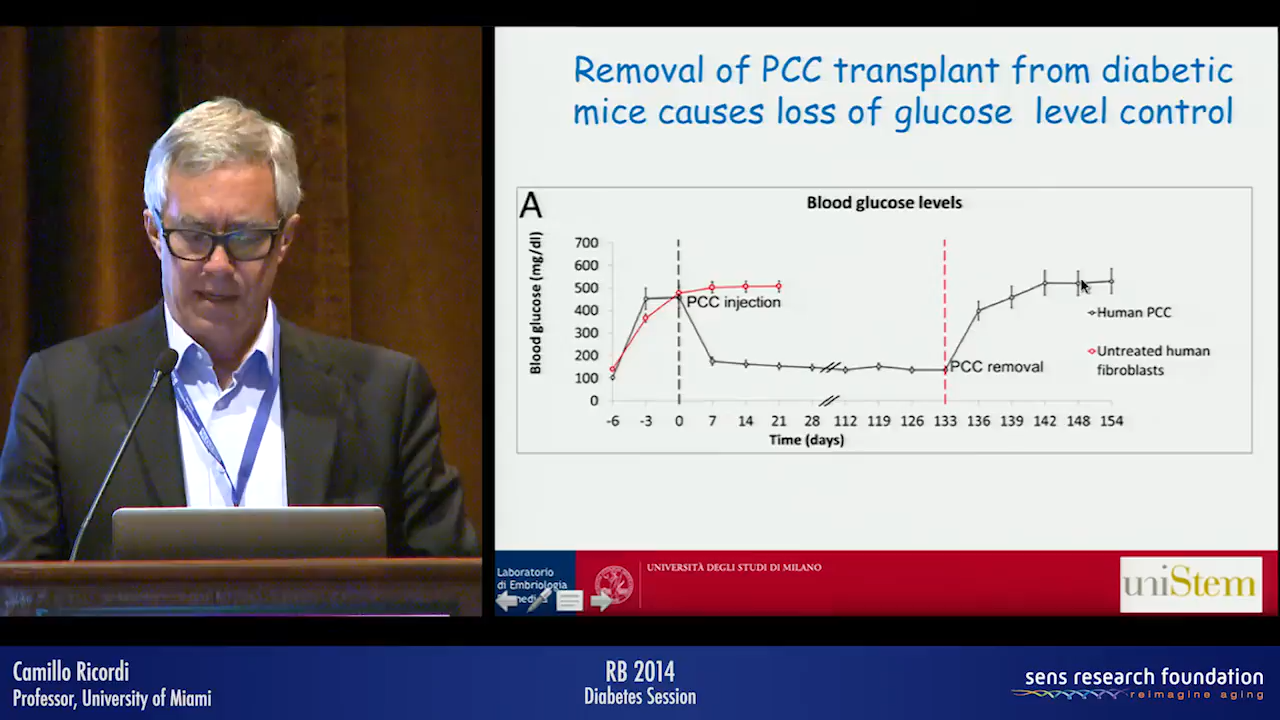 Removal of PCC transplant from diabetic
mice causes loss of glucose level control
A
Blood glucose levels
Blood glucose (mg/dl)
700
600
500
400
300
200
100
0
PCC injection
PCC removal
Human PCC
Untreated human
fibroblasts
-6 -3 0 7 14 21 28 112 119 126 133 136 139 142 148 154
Time (days)
Laboratorio
di Embriologia
UNIVERSITÀ DEGLI STUDI DI MILANO
uniStem
Camillo Ricordi
Professor, University of Miami
RB 2014
Diabetes Session
sens research foundation
reimagine aging